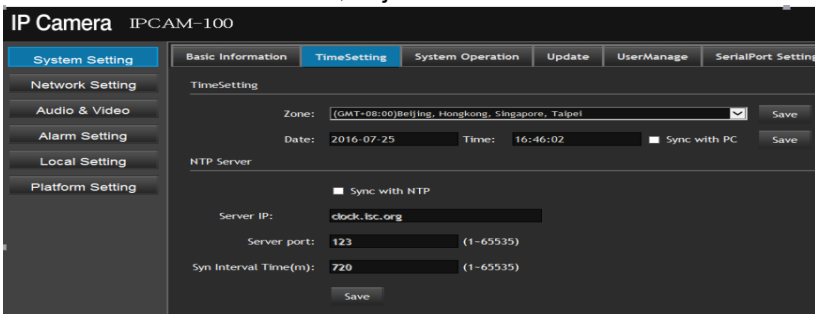 IP Camera IPCAM-100
System Setting
Network Setting
Audio & Video
Alarm Setting
Local Setting
Platform Setting
Basic Information TimeSetting System Operation Update UserManage SerialPort Setting
TimeSetting
Zone: (GMT+08:00)Beijing, Hongkong, Singapore, Taipei Save
Date: 2016-07-25 Time: 16:46:02 Sync with PC Save
NTP Server
Sync with NTP
Server IP: clock.isc.org
Server port: 123 (1-65535)
Syn Interval Time(m): 720 (1-65535)
Save